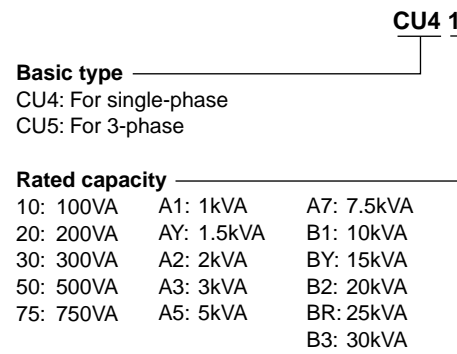 CU4 1
Basic type
CU4: For single-phase
CU5: For 3-phase
Rated capacity
10: 100VA A1: 1kVA A7: 7.5kVA
20: 200VA AY: 1.5kVA B1: 10kVA
30: 300VA A2: 2kVA BY: 15kVA
50: 500VA A3: 3kVA B2: 20kVA
75: 750VA A5: 5kVA BR: 25kVA
B3: 30kVA